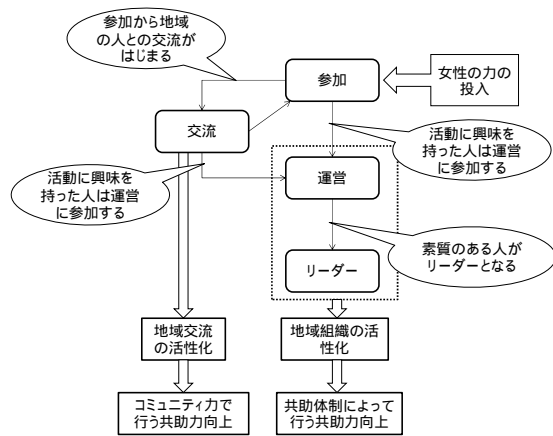 参加から地域
の人との交流が
はじまる
参加
女性の力の
投入
交流
活動に興味を
持った人は運営
に参加する
活動に興味を
持った人は運営
に参加する
運営
素質のある人が
リーダーとなる
リーダー
地域交流
の活性化
地域組織の活
性化
コミュニティ力で
行う共助力向上
共助体制によって
行う共助力向上